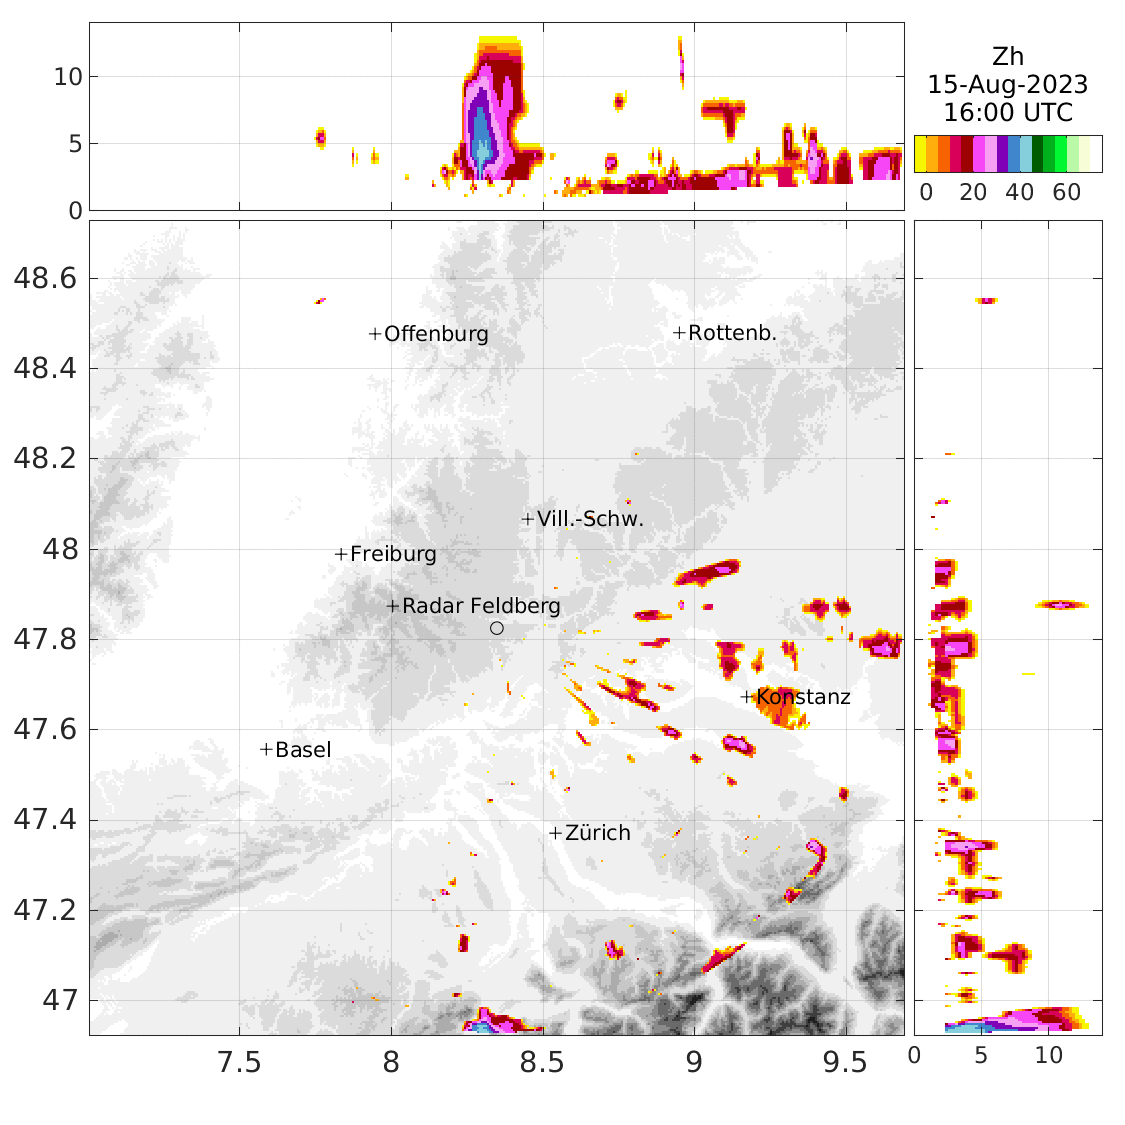 10
5
0
Zh
15-Aug-2023
16:00 UTC
0 20 40 60
48.6
48.4
48.2
48
47.8
47.6
47.4
47.2
47
Offenburg
Rottenb.
Vill.-Schw.
Freiburg
Radar Feldberg
Konstanz
Basel
Zürich
7.5 8 8.5 9 9.5
0 5 10